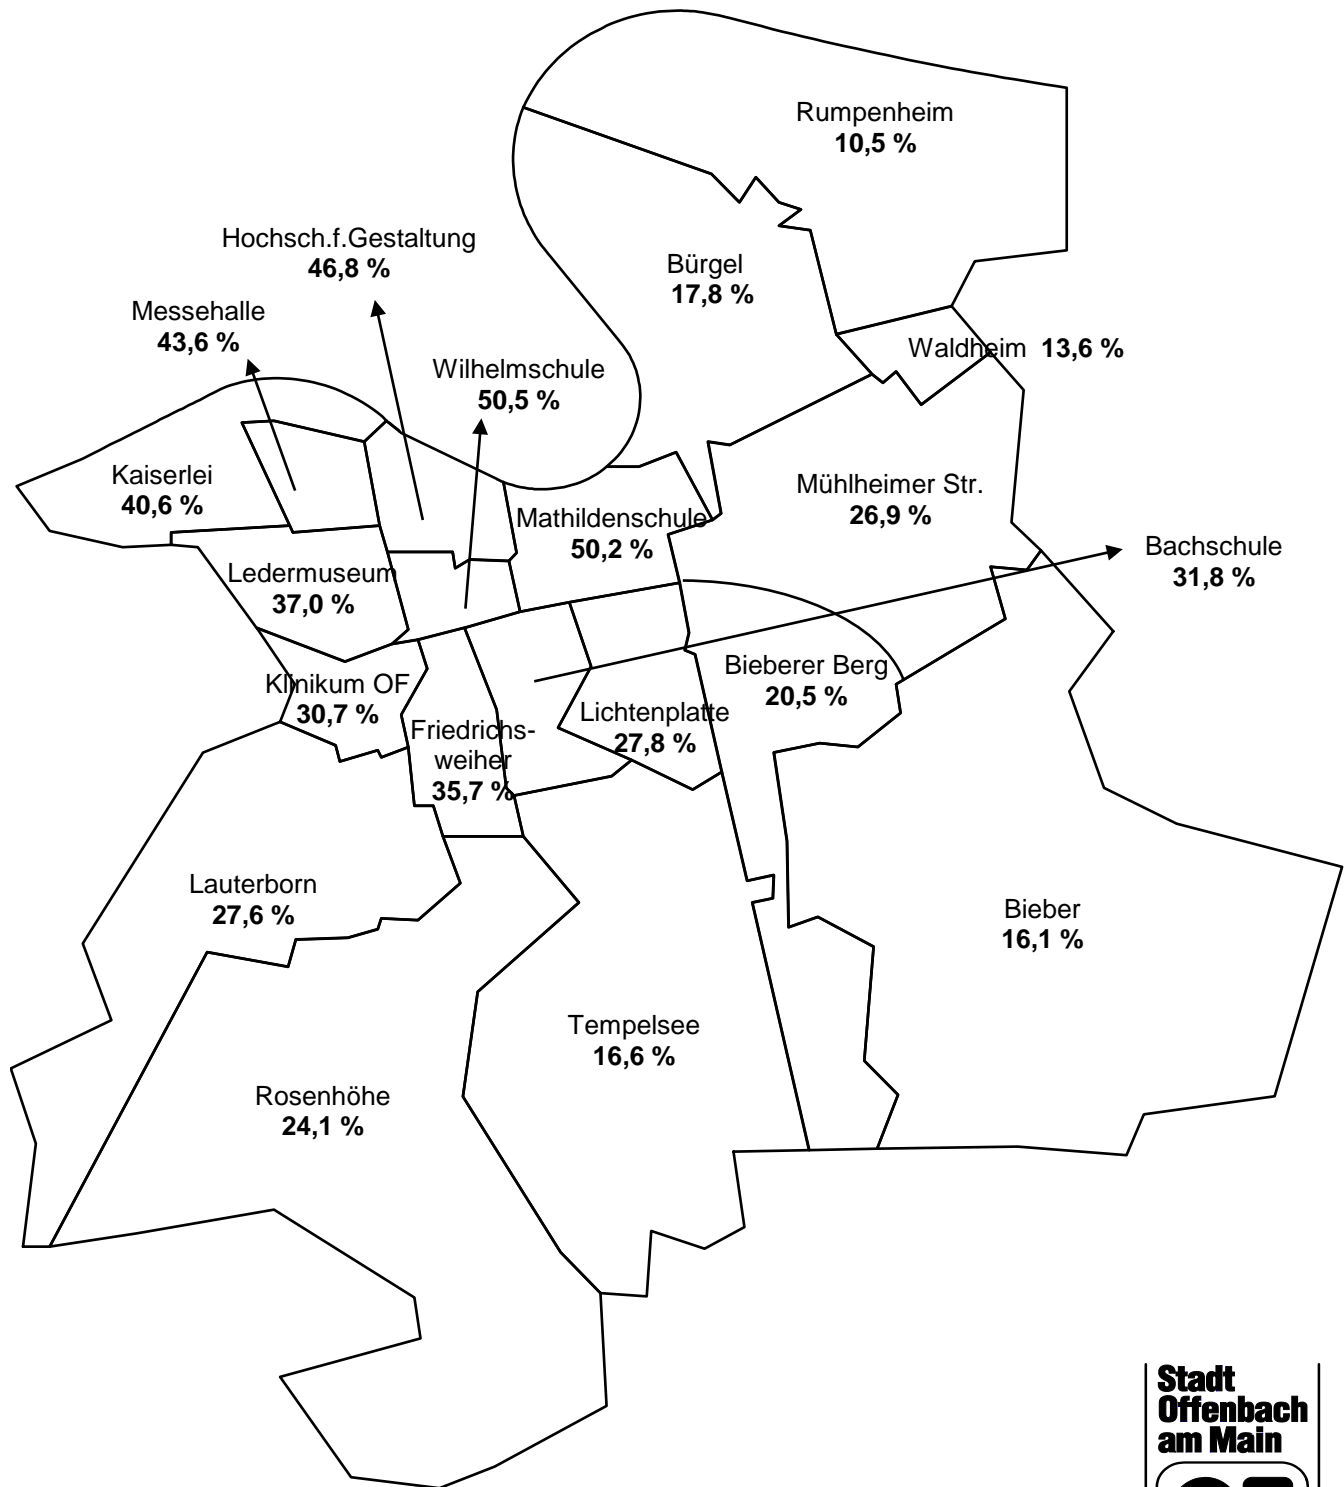 Rumpenheim
10,5 %
Hochsch.f.Gestaltung
46,8 %
Bürgel
17,8 %
Messehalle
43,6 %
Waldheim 13,6 %
Wilhelmschule
50,5 %
Kaiserlei
40,6 %
Mühlheimer Str.
26,9 %
Mathildenschule
50,2 %
Bachschule
31,8 %
Ledermuseum
37,0 %
Bieberer Berg
20,5 %
Klinikum OF
30,7 %
Lichtenplatte
27,8 %
Friedrichs-
weiher
35,7 %
Lauterborn
27,6 %
Bieber
16,1 %
Tempelsee
16,6 %
Rosenhöhe
24,1 %
Stadt
Offenbach
am Main